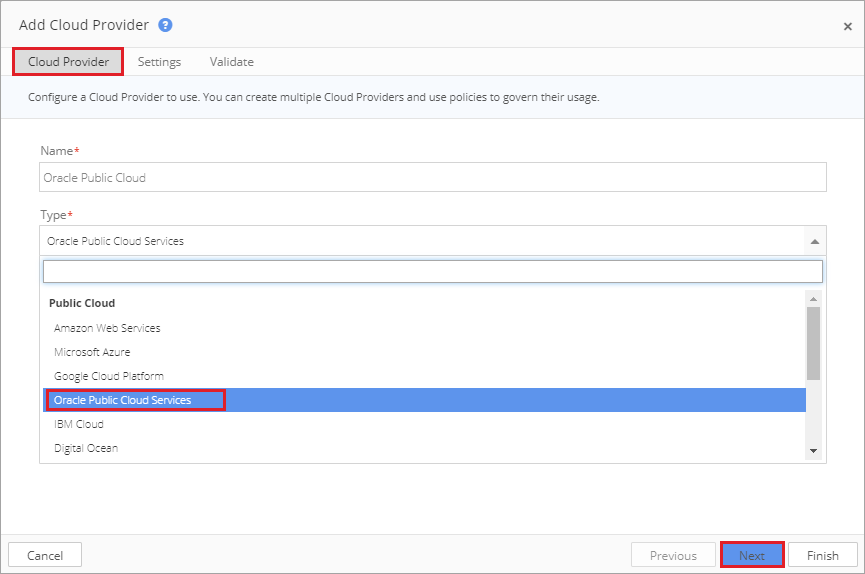 Add Cloud Provider ?
×
Cloud Provider Settings Validate
Configure a Cloud Provider to use. You can create multiple Cloud Providers and use policies to govern their usage.
Name*
Oracle Public Cloud
Type*
Oracle Public Cloud Services
Public Cloud
Amazon Web Services
Microsoft Azure
Google Cloud Platform
Oracle Public Cloud Services
IBM Cloud
Digital Ocean
Cancel Previous Next Finish